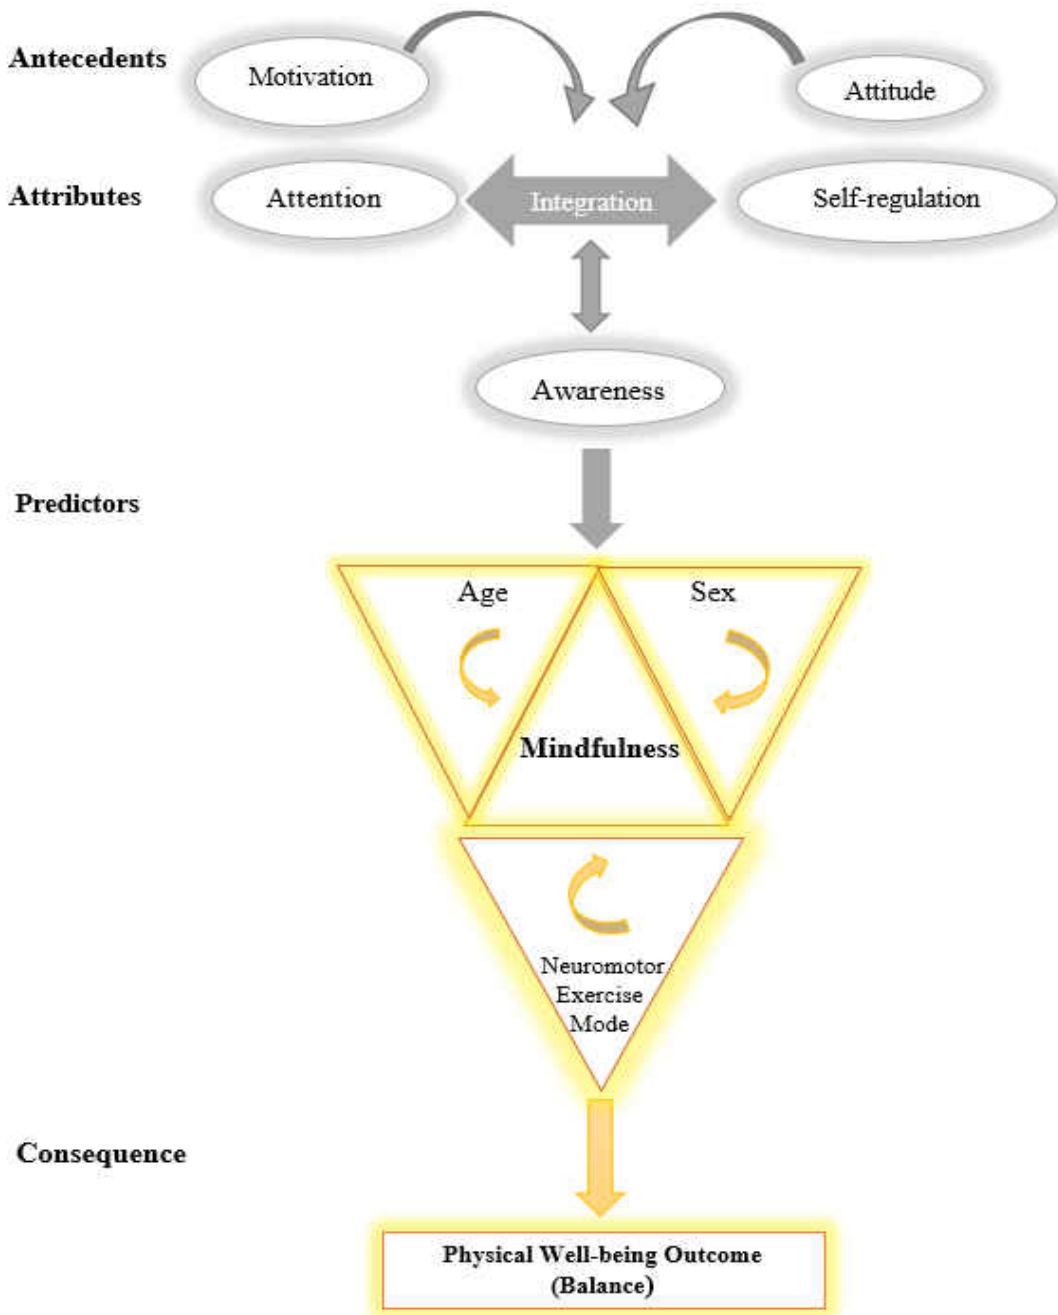 Antecedents
Motivation
Attitude
Attributes
Attention
Integration
Self-regulation
Awareness
Predictors
Age
Sex
Mindfulness
Neuromotor
Exercise
Mode
Consequence
Physical Well-being Outcome
(Balance)